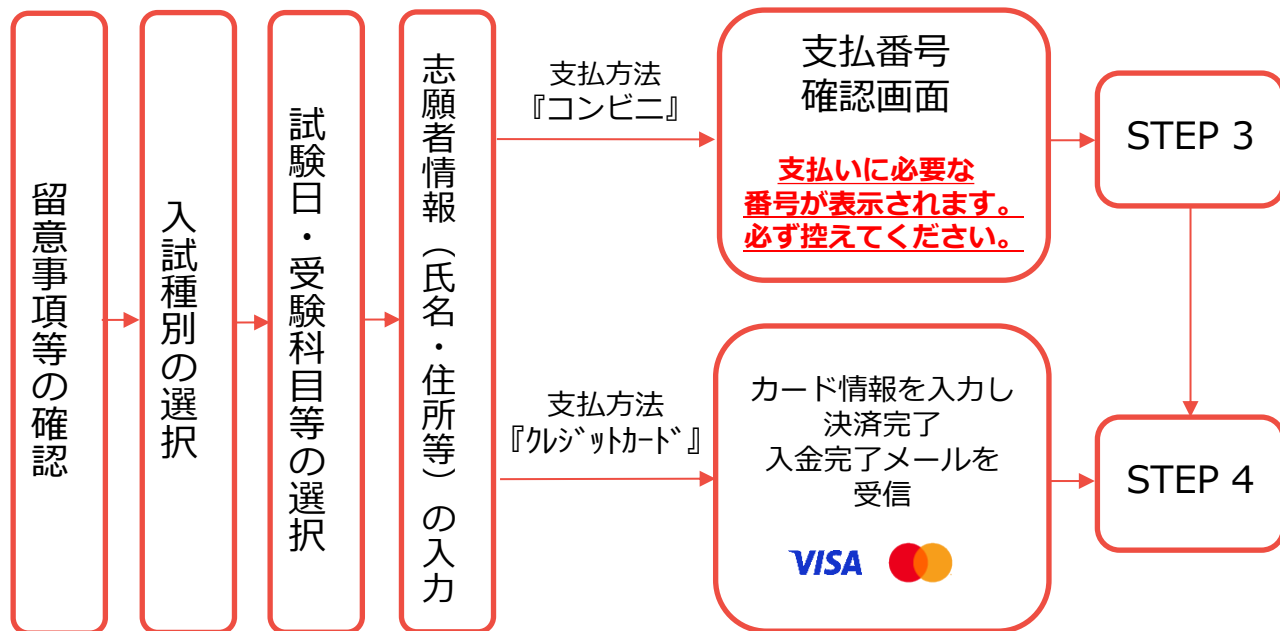 留意事項等の確認
入試種別の選択
試験日・受験科目等の選択
志願者情報（氏名・住所等）の入力
支払方法
『コンビニ』
支払番号
確認画面
支払いに必要な
番号が表示されます。
必ず控えてください。
STEP 3
支払方法
『ｸﾚｼﾞｯﾄｶｰﾄﾞ』
カード情報を入力し
決済完了
入金完了メールを
受信
VISA
STEP 4